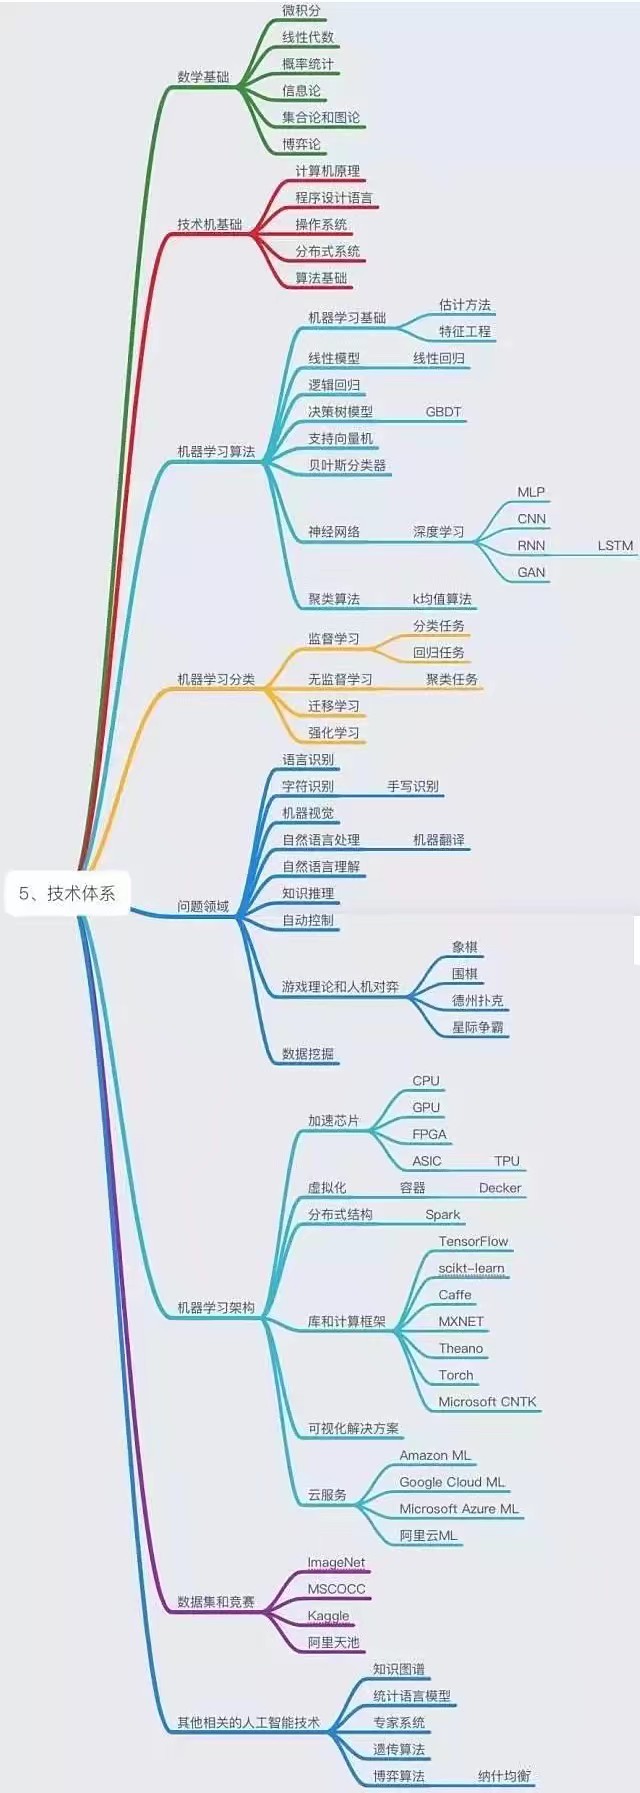 5、技术体系
数学基础
微积分
线性代数
概率统计
信息论
集合论和图论
博弈论
技术机基础
计算机原理
程序设计语言
操作系统
分布式系统
算法基础
机器学习算法
机器学习基础
估计方法
特征工程
线性模型
线性回归
逻辑回归
决策树模型
GBDT
支持向量机
贝叶斯分类器
神经网络
深度学习
MLP
CNN
RNN
LSTM
GAN
聚类算法
k均值算法
机器学习分类
监督学习
分类任务
回归任务
无监督学习
聚类任务
迁移学习
强化学习
问题领域
语言识别
字符识别
手写识别
机器视觉
自然语言处理
机器翻译
自然语言理解
知识推理
自动控制
游戏理论和人机对弈
象棋
围棋
德州扑克
星际争霸
数据挖掘
机器学习架构
加速芯片
CPU
GPU
FPGA
ASIC
TPU
虚拟化
容器
Decker
分布式结构
Spark
库和计算框架
TensorFlow
scikt-learn
Caffe
MXNET
Theano
Torch
Microsoft CNTK
可视化解决方案
云服务
Amazon ML
Google Cloud ML
Microsoft Azure ML
阿里云ML
数据集和竞赛
ImageNet
MSCOCC
Kaggle
阿里天池
其他相关的人工智能技术
知识图谱
统计语言模型
专家系统
遗传算法
博弈算法
纳什均衡